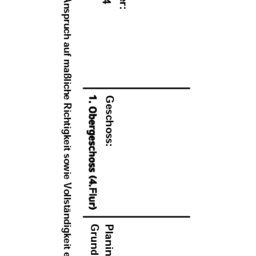 Geschoss:
1. Obergeschoss (4.Flur)
Anspruch auf maßliche Richtigkeit sowie Vollständigkeit